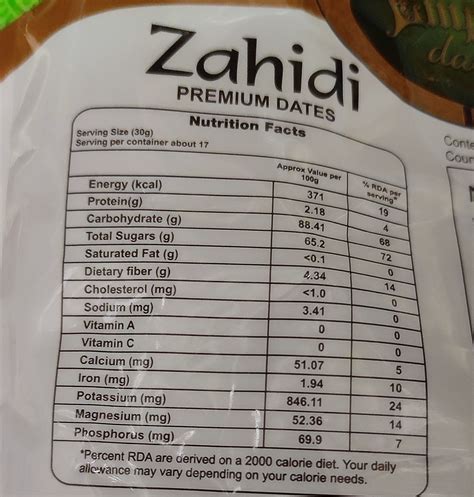 Zahidi
PREMIUM DATES
Nutrition Facts
Serving Size (30g)
Serving per container about 17
Approx Value per 100g % RDA per serving*
Energy (kcal) 371 19
Protein(g) 2.18 4
Carbohydrate (g) 88.41 68
Total Sugars (g) 65.2 72
Saturated Fat (g) <0.1 0
Dietary fiber (g) 4.34 14
Cholesterol (mg) <1.0 0
Sodium (mg) 3.41 0
Vitamin A 0 0
Vitamin C 0 0
Calcium (mg) 51.07 5
Iron (mg) 1.94 10
Potassium (mg) 846.11 24
Magnesium (mg) 52.36 14
Phosphorus (mg) 69.9 7
*Percent RDA are derived on a 2000 calorie diet. Your daily
allowance may vary depending on your calorie needs.